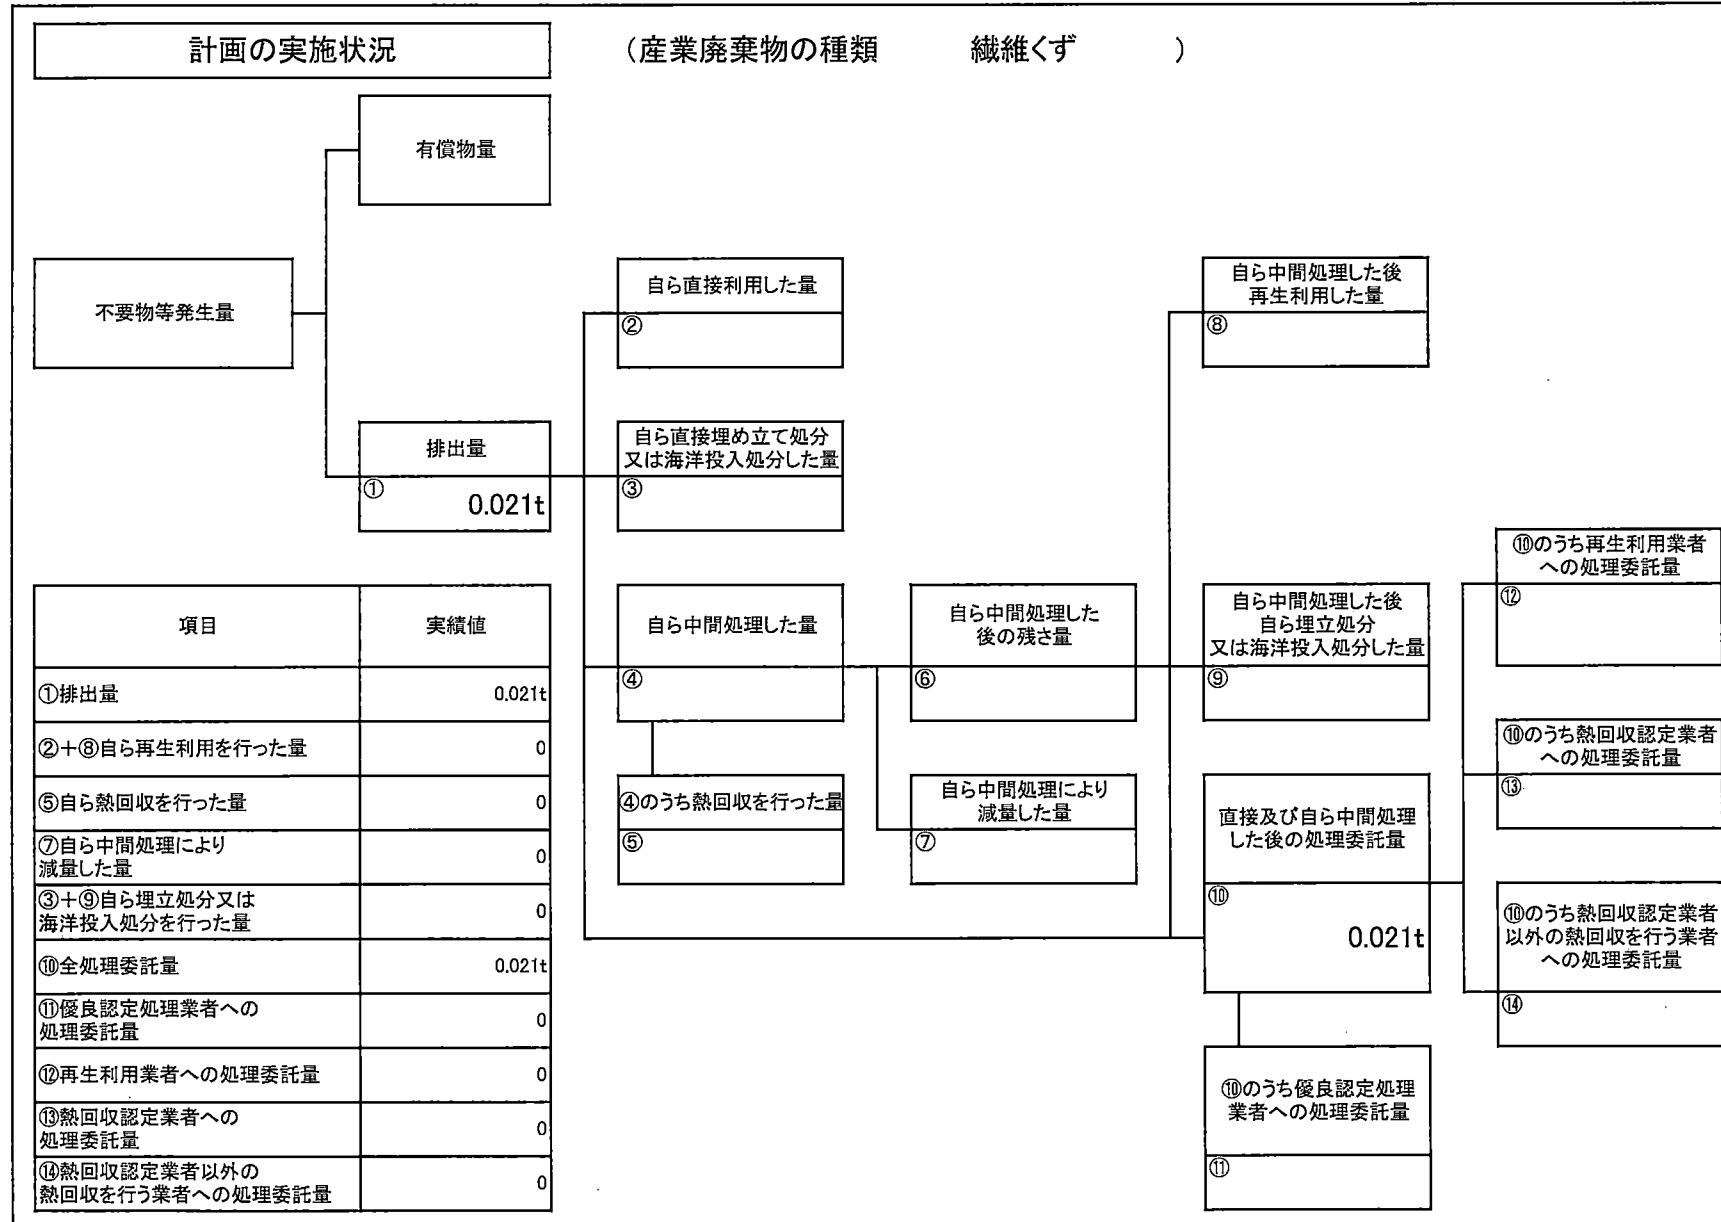 計画の実施状況
（産業廃棄物の種類　　　繊維くず　　　）
有償物量
不要物等発生量
自ら直接利用した量
②
自ら中間処理した後
再生利用した量
⑧
排出量
①
0.021t
自ら直接埋め立て処分
又は海洋投入処分した量
③
⑩のうち再生利用業者
への処理委託量
⑫
自ら中間処理した量
④
自ら中間処理した
後の残さ量
⑥
自ら中間処理した後
自ら埋立処分
又は海洋投入処分した量
⑨
⑩のうち熱回収認定業者
への処理委託量
⑬
④のうち熱回収を行った量
⑤
自ら中間処理により
減量した量
⑦
直接及び自ら中間処理
した後の処理委託量
⑩
0.021t
⑩のうち熱回収認定業者
以外の熱回収を行う業者
への処理委託量
⑭
⑩のうち優良認定処理
業者への処理委託量
⑪
項目 実績値
①排出量 0.021t
②＋⑧自ら再生利用を行った量 0
⑤自ら熱回収を行った量 0
⑦自ら中間処理により
減量した量 0
③＋⑨自ら埋立処分又は
海洋投入処分を行った量 0
⑩全処理委託量 0.021t
⑪優良認定処理業者への
処理委託量 0
⑫再生利用業者への処理委託量 0
⑬熱回収認定業者への
処理委託量 0
⑭熱回収認定業者以外の
熱回収を行う業者への処理委託量 0